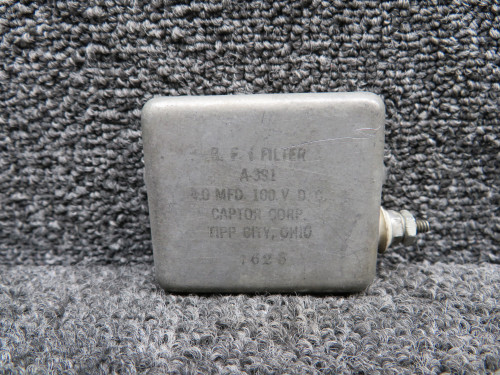 R. F. I FILTER
A-391
4.0 MFD. 100 V. D. C.
CAPTOR CORP.
TIPP CITY, OHIO
1626